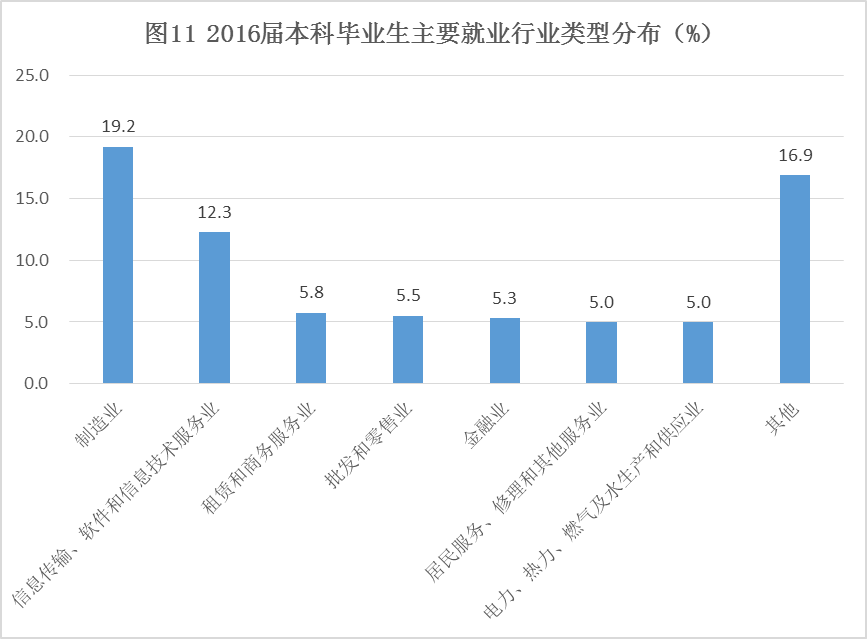 图11 2016届本科毕业生主要就业行业类型分布（%）
25.0
20.0
15.0
10.0
5.0
0.0
19.2
12.3
5.8
5.5
5.3
5.0
5.0
16.9
制造业
信息传输、软件和信息技术服务业
租赁和商务服务业
批发和零售业
金融业
居民服务、修理和其他服务业
电力、热力、燃气及水生产和供应业
其他